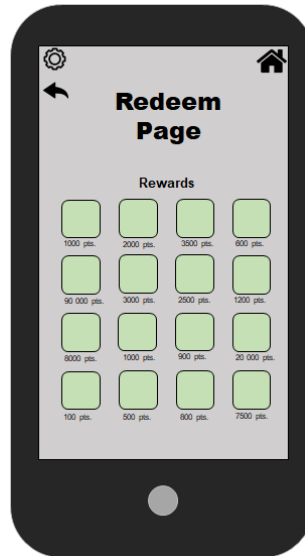 Redeem
Page
Rewards
1000 pts. 2000 pts. 3500 pts. 600 pts.
90 000 pts. 3000 pts. 2500 pts. 1200 pts.
8000 pts. 1000 pts. 900 pts. 20 000 pts.
100 pts. 500 pts. 800 pts. 7500 pts.